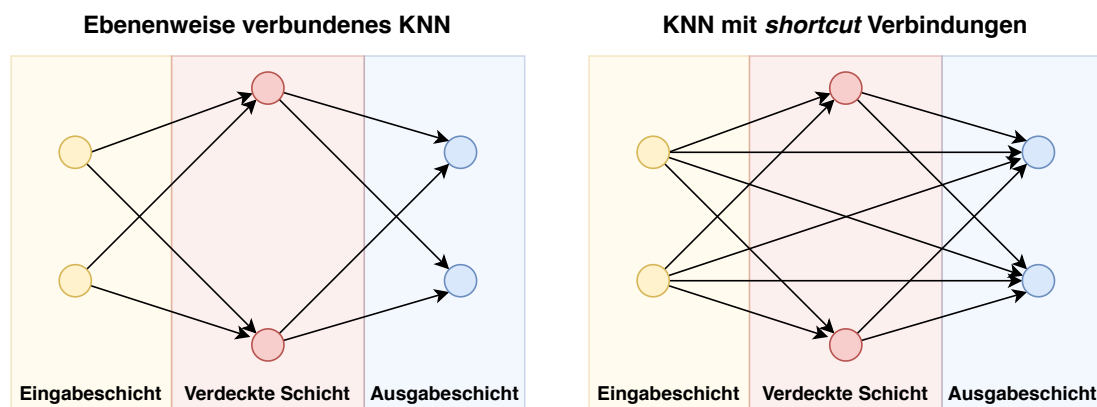 Ebenenweise verbundenes KNN
Eingabeschicht
Verdeckte Schicht
Ausgabeschicht
KNN mit shortcut Verbindungen
Eingabeschicht
Verdeckte Schicht
Ausgabeschicht